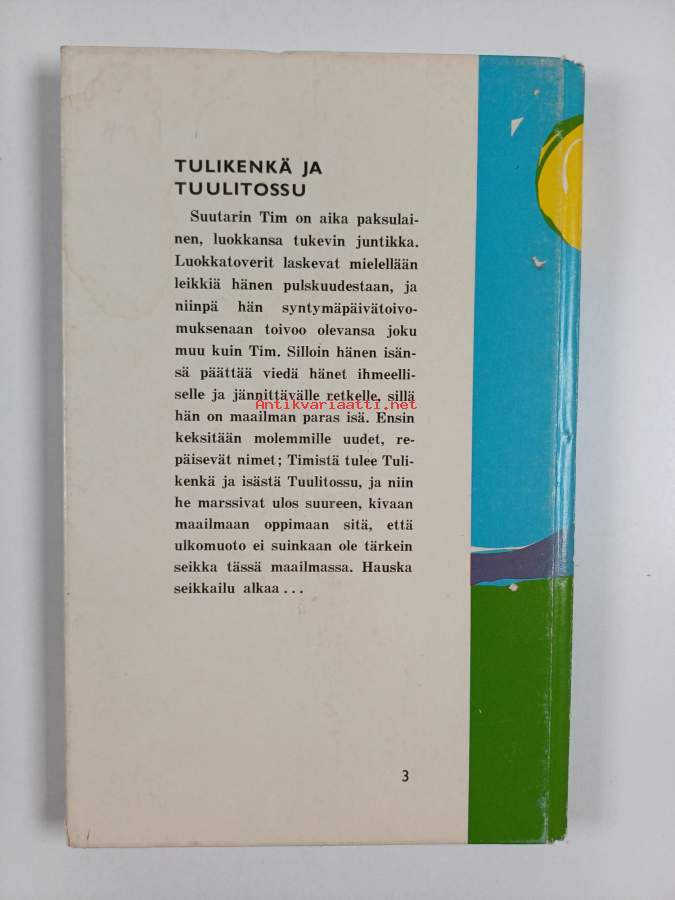 TULIKENKÄ JA
TUULITOSSU
Suutarin Tim on aika paksulai-
nen, luokkansa tukevin juntikka.
Luokkatoverit laskevat mielellään
leikkiä hänen pulskuudestaan, ja
niinpä hän syntymäpäivätoivo-
muksenaan toivoo olevansa joku
muu kuin Tim. Silloin hänen isän-
sä päättää viedä hänet ihmeelli-
selle ja jännittävälle retkelle, sillä
Antikvariaatti.net
hän on maailman paras isä. Ensin
keksitään molemmille uudet, re-
päisevät nimet; Timistä tulee Tuli-
kenkä ja isästä Tuulitossu, ja niin
he marssivat ulos suureen, kivaan
maailmaan oppimaan sitä, että
ulkomuoto ei suinkaan ole tärkein
seikka tässä maailmassa. Hauska
seikkailu alkaa...
3